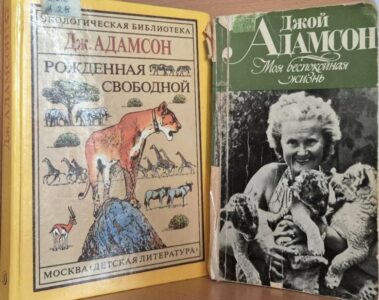 ЭКОЛОГИЧЕСКАЯ БИБЛИОТЕКА
Дж. АДАМСОН
РОЖДЕННАЯ
СВОБОДНОЙ
МОСКВА «ДЕТСКАЯ ЛИТЕРАТУРА»
Джой
АДАМСОН
Моя беспокойная
жизнь